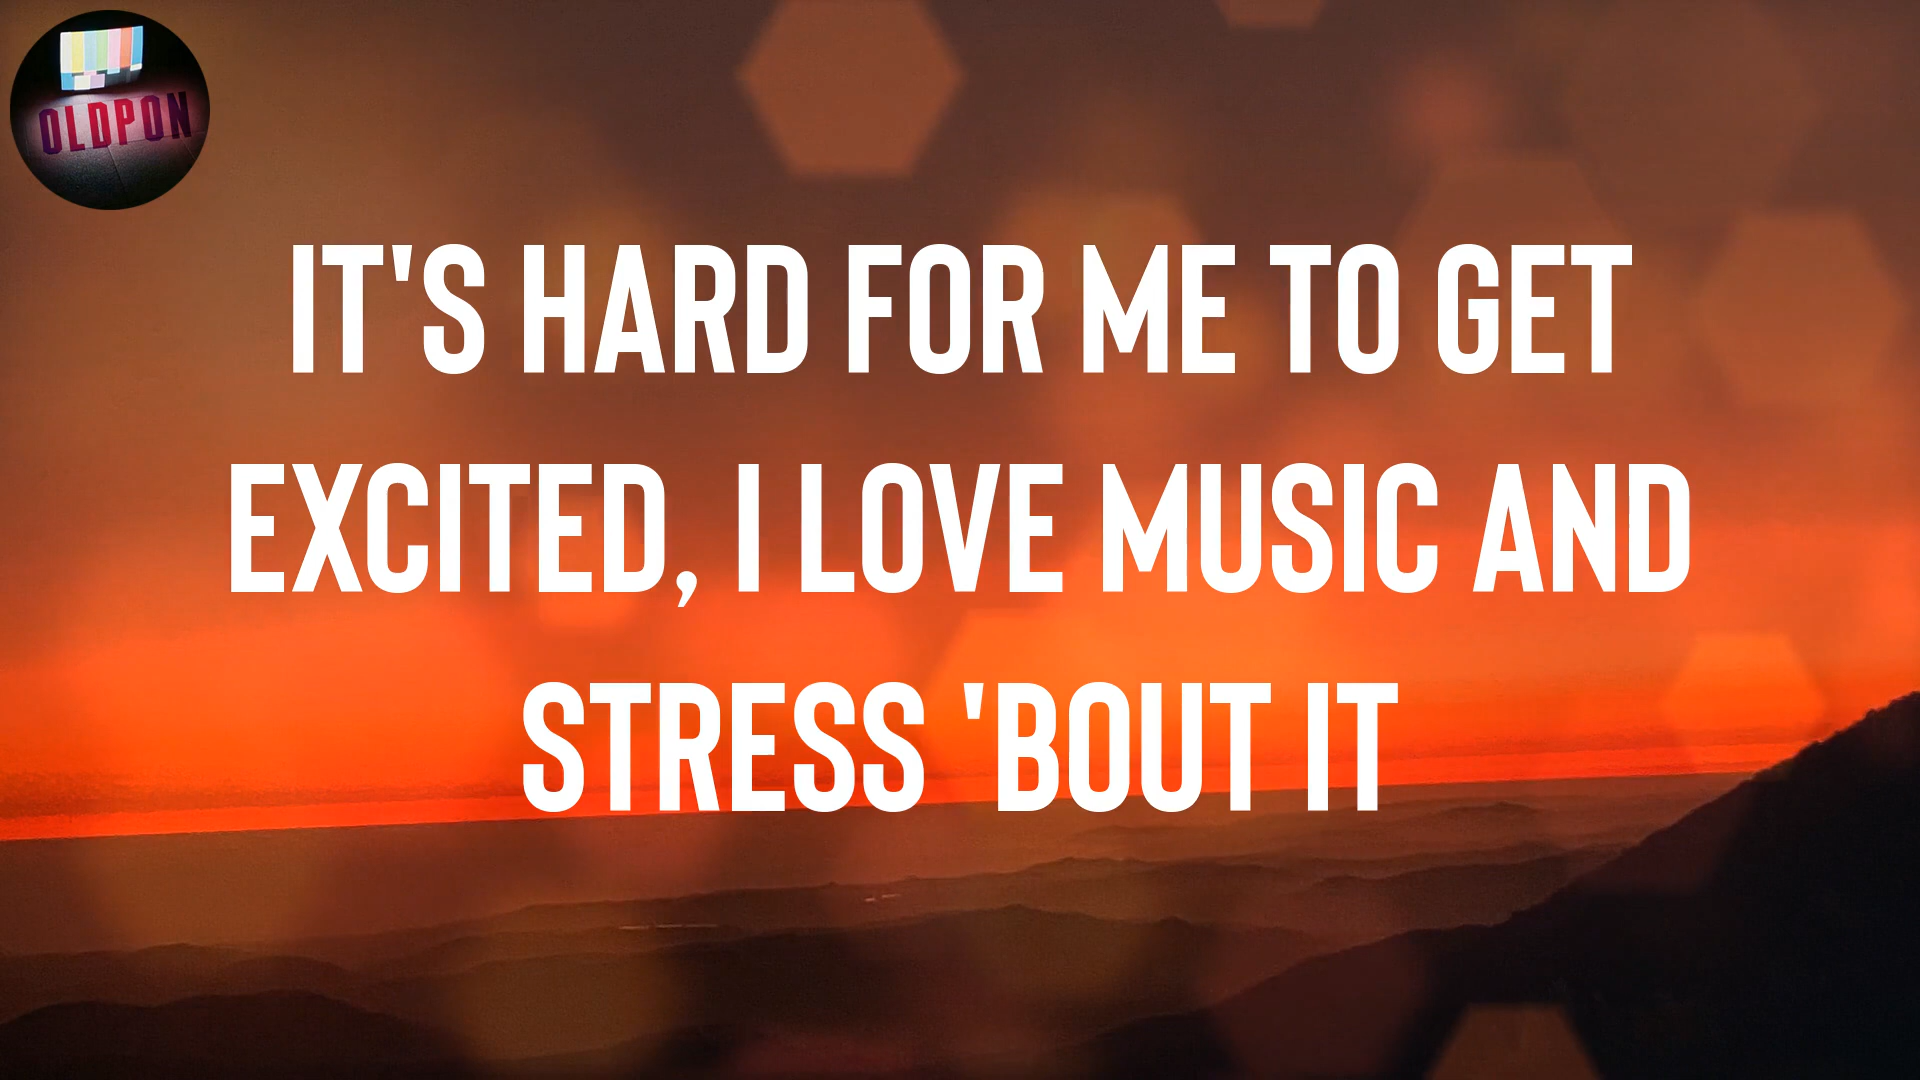 OLDPON
IT'S HARD FOR ME TO GET
EXCITED, I LOVE MUSIC AND
STRESS 'BOUT IT